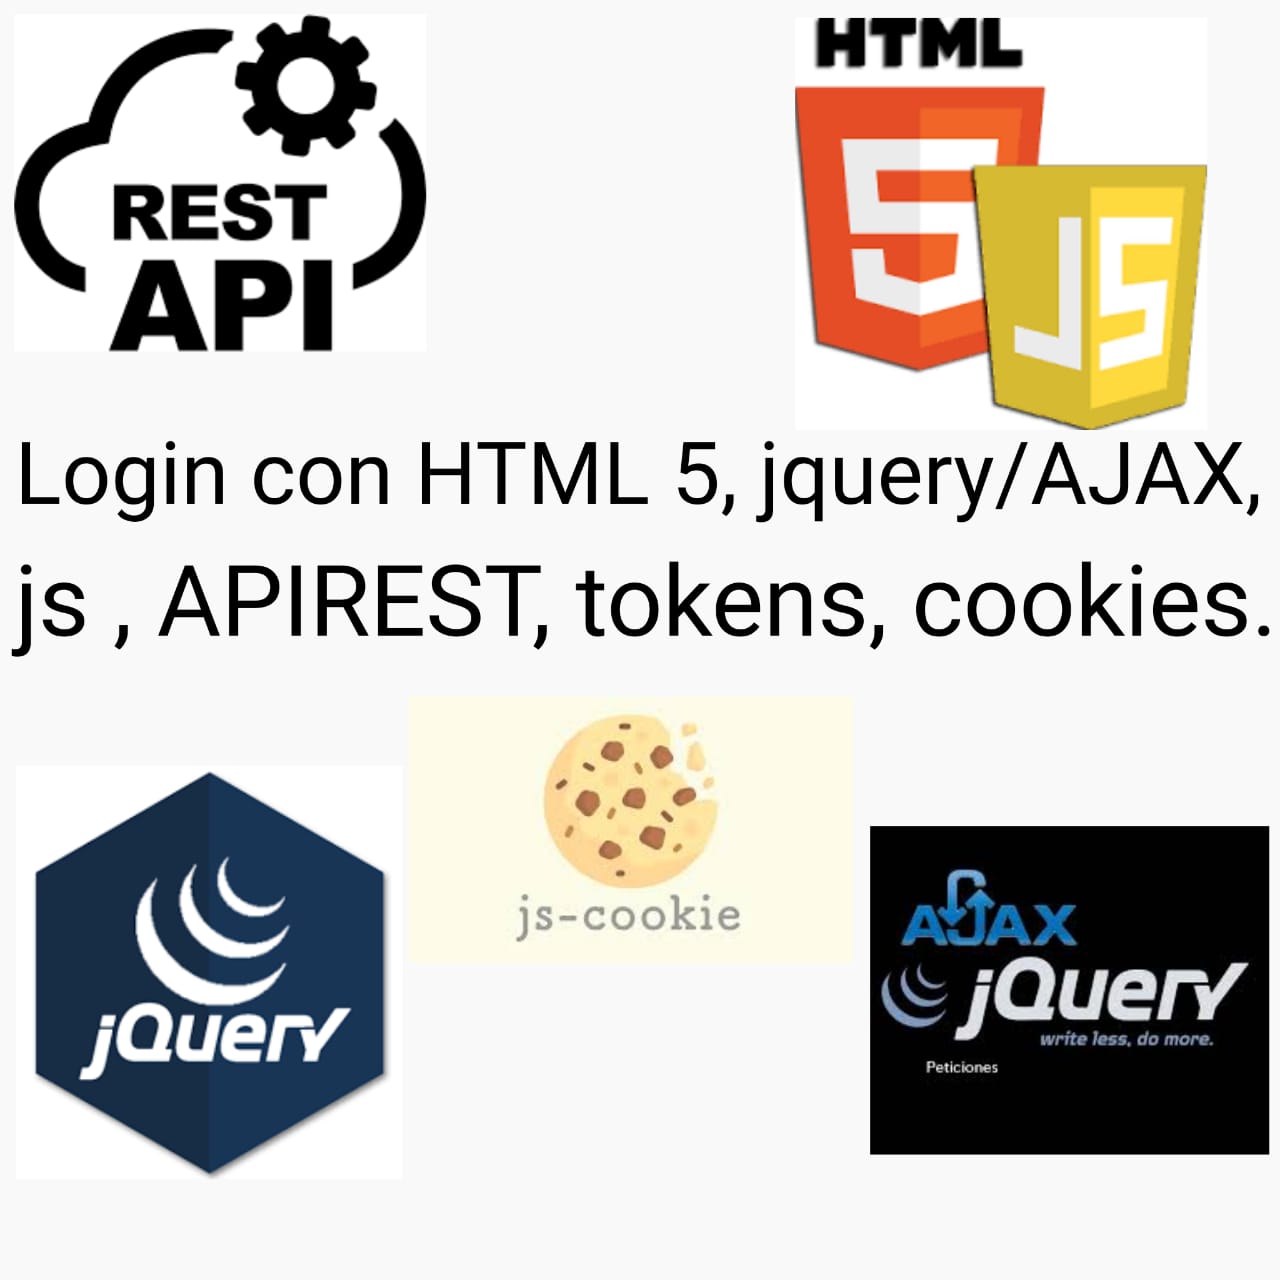 REST
API
HTML
5
JS
Login con HTML 5, jquery/AJAX,
js , APIREST, tokens, cookies.
js-cookie
jQuery
AJAX
jQuery
write less, do more.
Peticiones